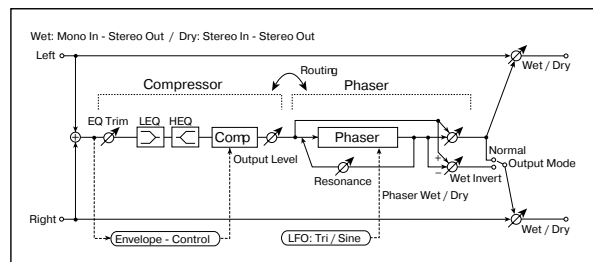 Wet: Mono In - Stereo Out / Dry: Stereo In - Stereo Out
Left
Wet / Dry
Routing
Compressor
Phaser
EQ Trim
LEQ
HEQ
Comp
Output Level
Phaser
+
−
Normal
Output Mode
Wet Invert
Resonance
Phaser Wet / Dry
Right
Wet / Dry
Envelope - Control
LFO: Tri / Sine